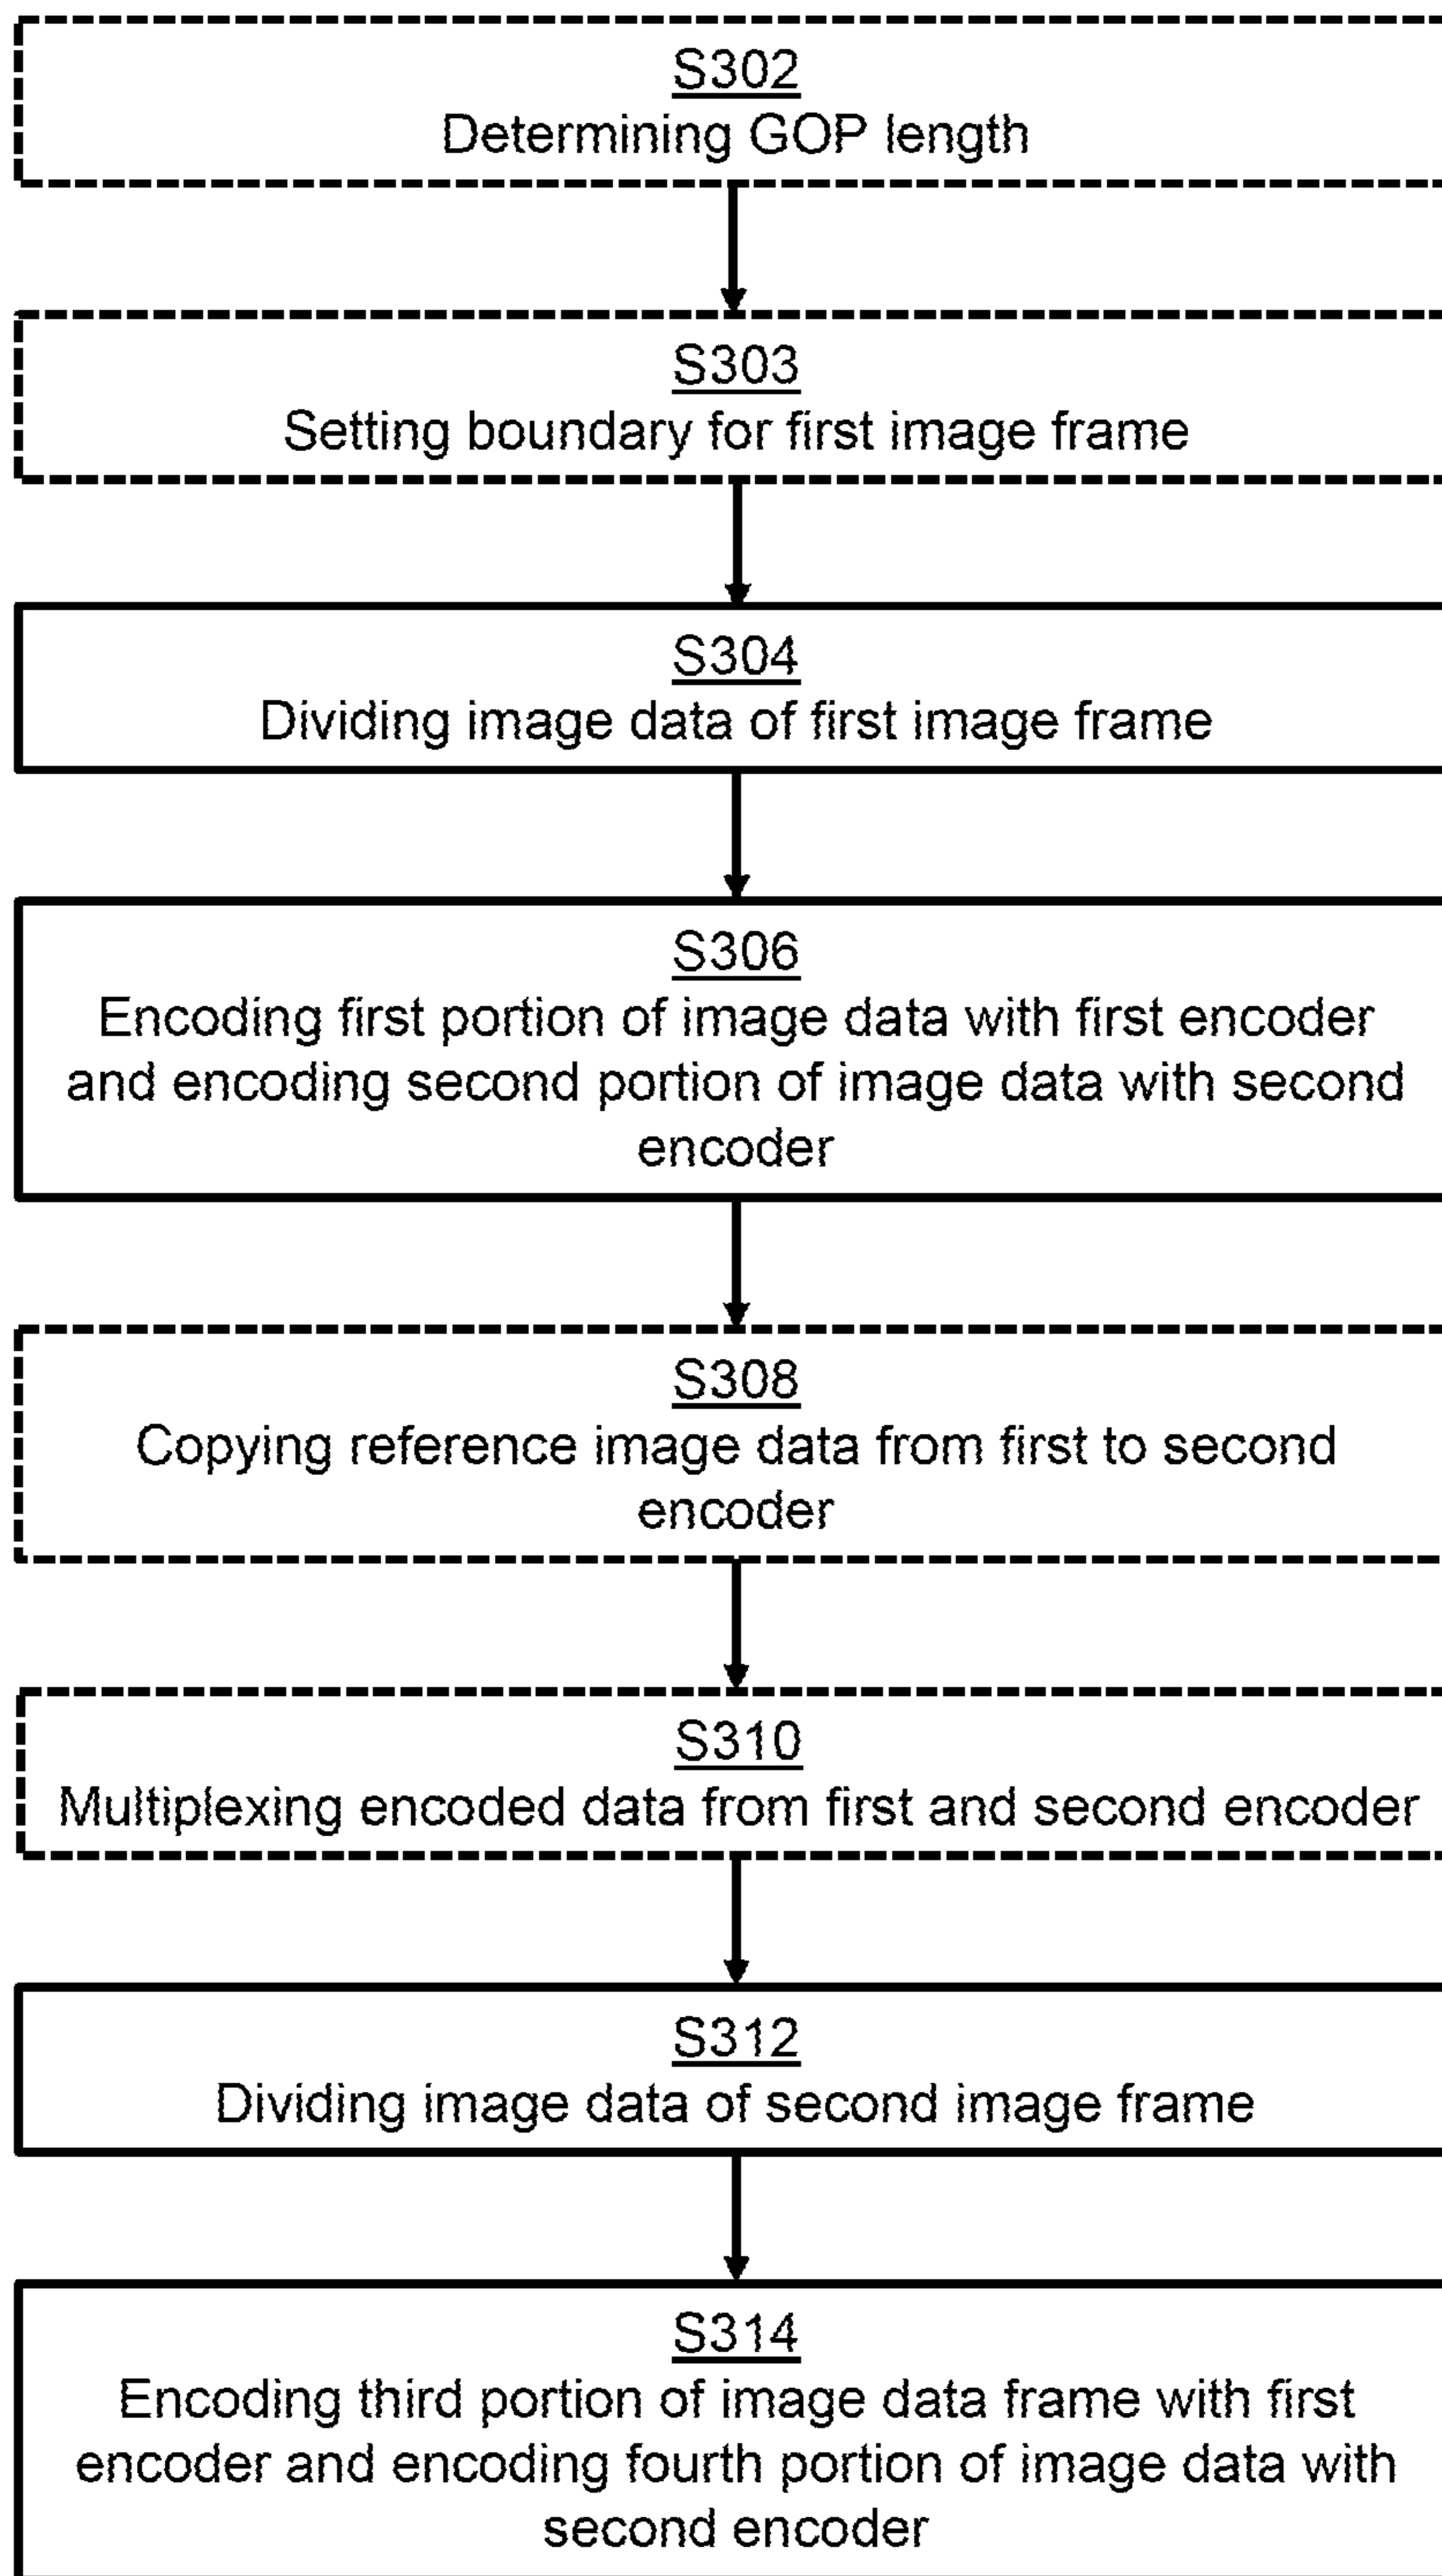 S302
Determining GOP length
S303
Setting boundary for first image frame
S304
Dividing image data of first image frame
S306
Encoding first portion of image data with first encoder
and encoding second portion of image data with second
encoder
S308
Copying reference image data from first to second
encoder
S310
Multiplexing encoded data from first and second encoder
S312
Dividing image data of second image frame
S314
Encoding third portion of image data frame with first
encoder and encoding fourth portion of image data with
second encoder